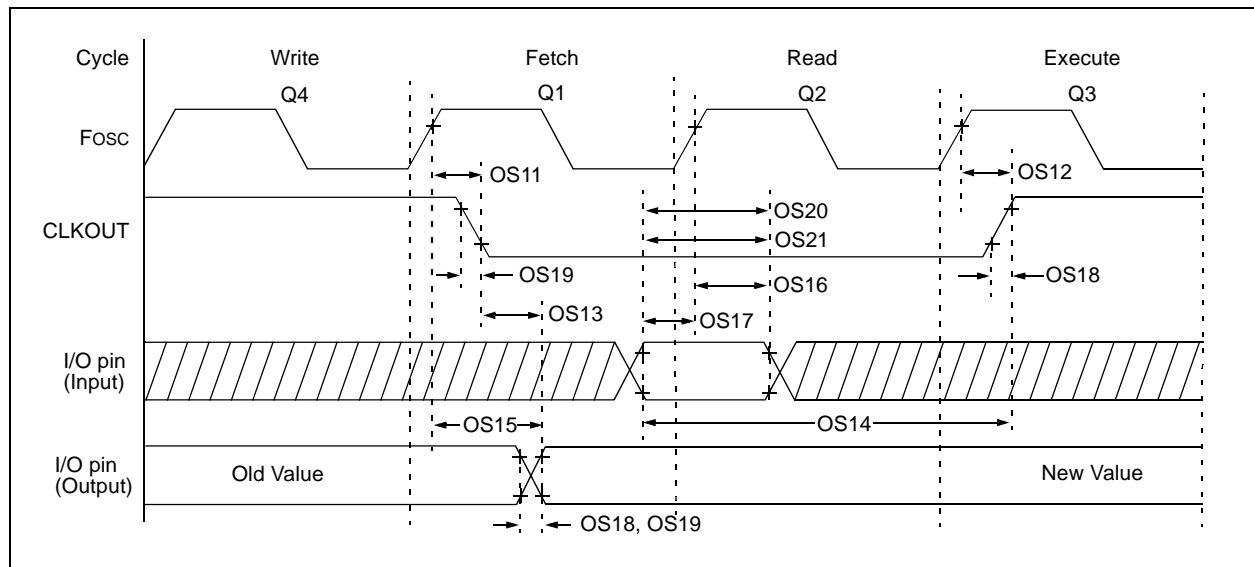 Cycle Write Fetch Read Execute
Q4 Q1 Q2 Q3
FOSC
OS11 OS12
OS20
CLKOUT
OS21
OS19 OS16 OS18
OS13 OS17
I/O pin
(Input)
OS15 OS14
I/O pin
(Output)
Old Value New Value
OS18, OS19